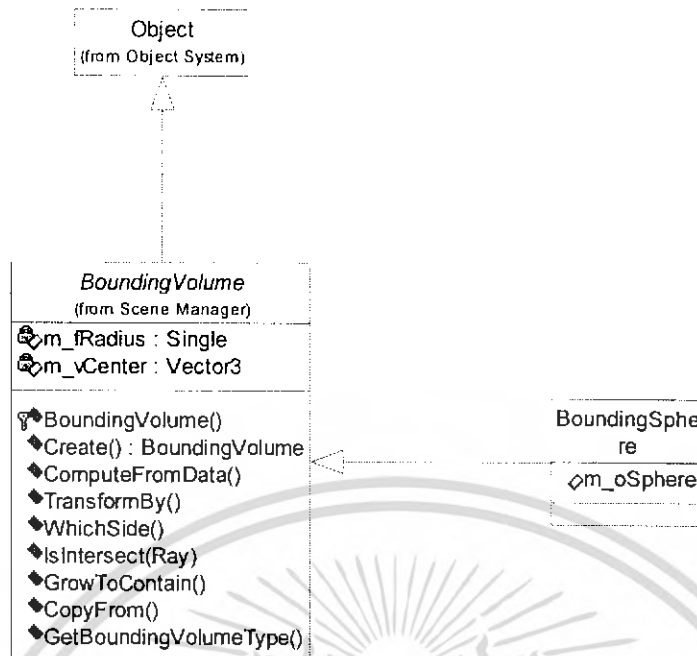 Object
(from Object System)
BoundingVolume
(from Scene Manager)
m_fRadius : Single
m_vCenter : Vector3
BoundingVolume()
Create() : BoundingVolume
ComputeFromData()
TransformBy()
WhichSide()
IsIntersect(Ray)
GrowToContain()
CopyFrom()
GetBoundingVolumeType()
BoundingSphe
re
m_oSphere